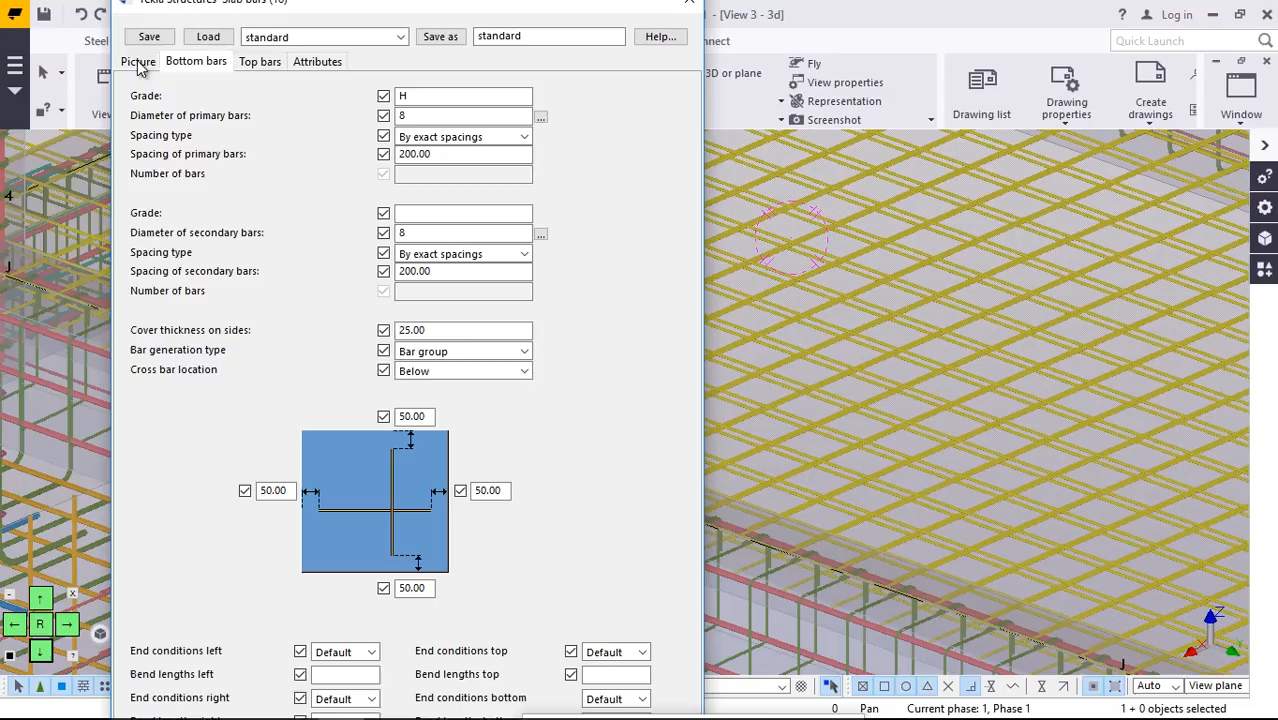 Tekla Structures Slab bars (18)
- [View 3 - 3d]
Log in
Save
Load
standard
Save as
standard
Help...
Steel
nnect
Quick Launch
Picture
Bottom bars
Top bars
Attributes
Fly
3D or plane
View properties
Representation
Screenshot
Drawing list
Drawing properties
Create drawings
Window
Grade:
H
Diameter of primary bars:
8
...
Spacing type
By exact spacings
Spacing of primary bars:
200.00
Number of bars
Grade:
Diameter of secondary bars:
8
...
Spacing type
By exact spacings
Spacing of secondary bars:
200.00
Number of bars
Cover thickness on sides:
25.00
Bar generation type
Bar group
Cross bar location
Below
50.00
50.00
50.00
50.00
End conditions left
Default
End conditions top
Default
Bend lengths left
Bend lengths top
End conditions right
Default
End conditions bottom
Default
4
J
J
R
X
?
Z
Auto
View plane
0
Pan
Current phase: 1, Phase 1
1 + 0 objects selected